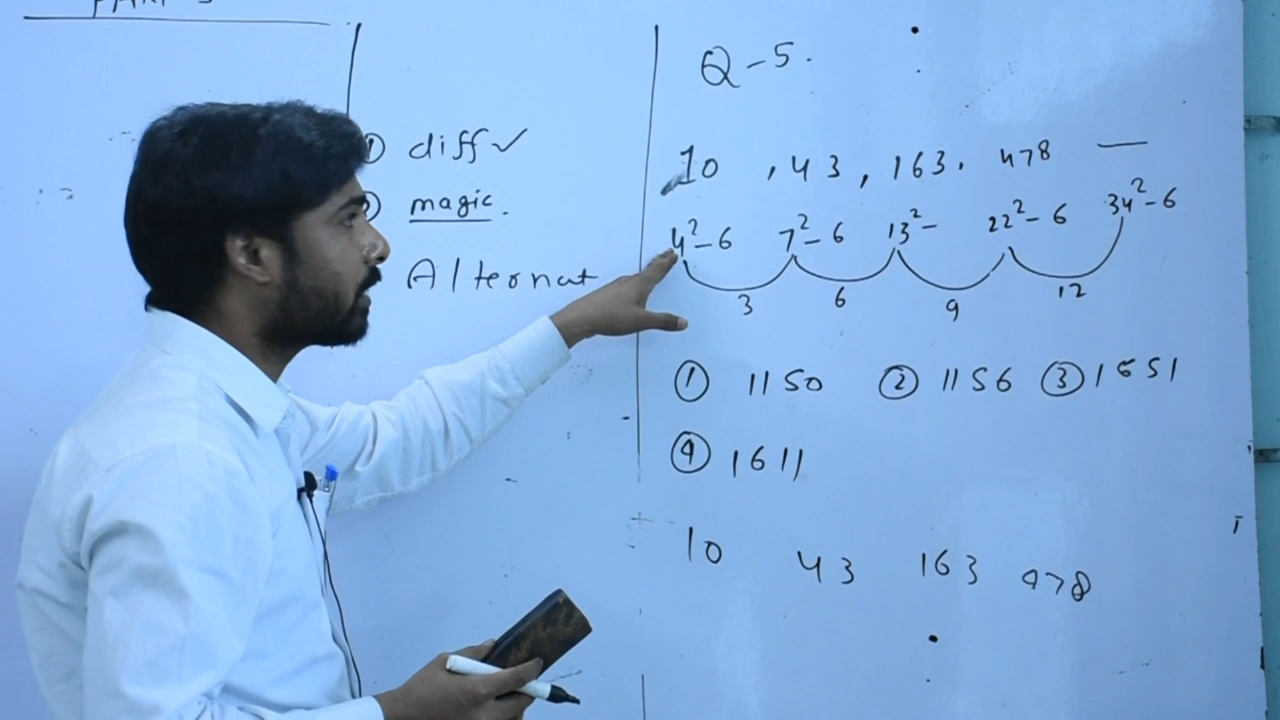 ① diff ✓
② magic.
Alternat
Q-5.
10, 43, 163, 478 —
4²-6 7²-6 13²- 22²-6 34²-6
3 6 9 12
① 1150 ② 1156 ③ 1651
④ 1611
10 43 163 478